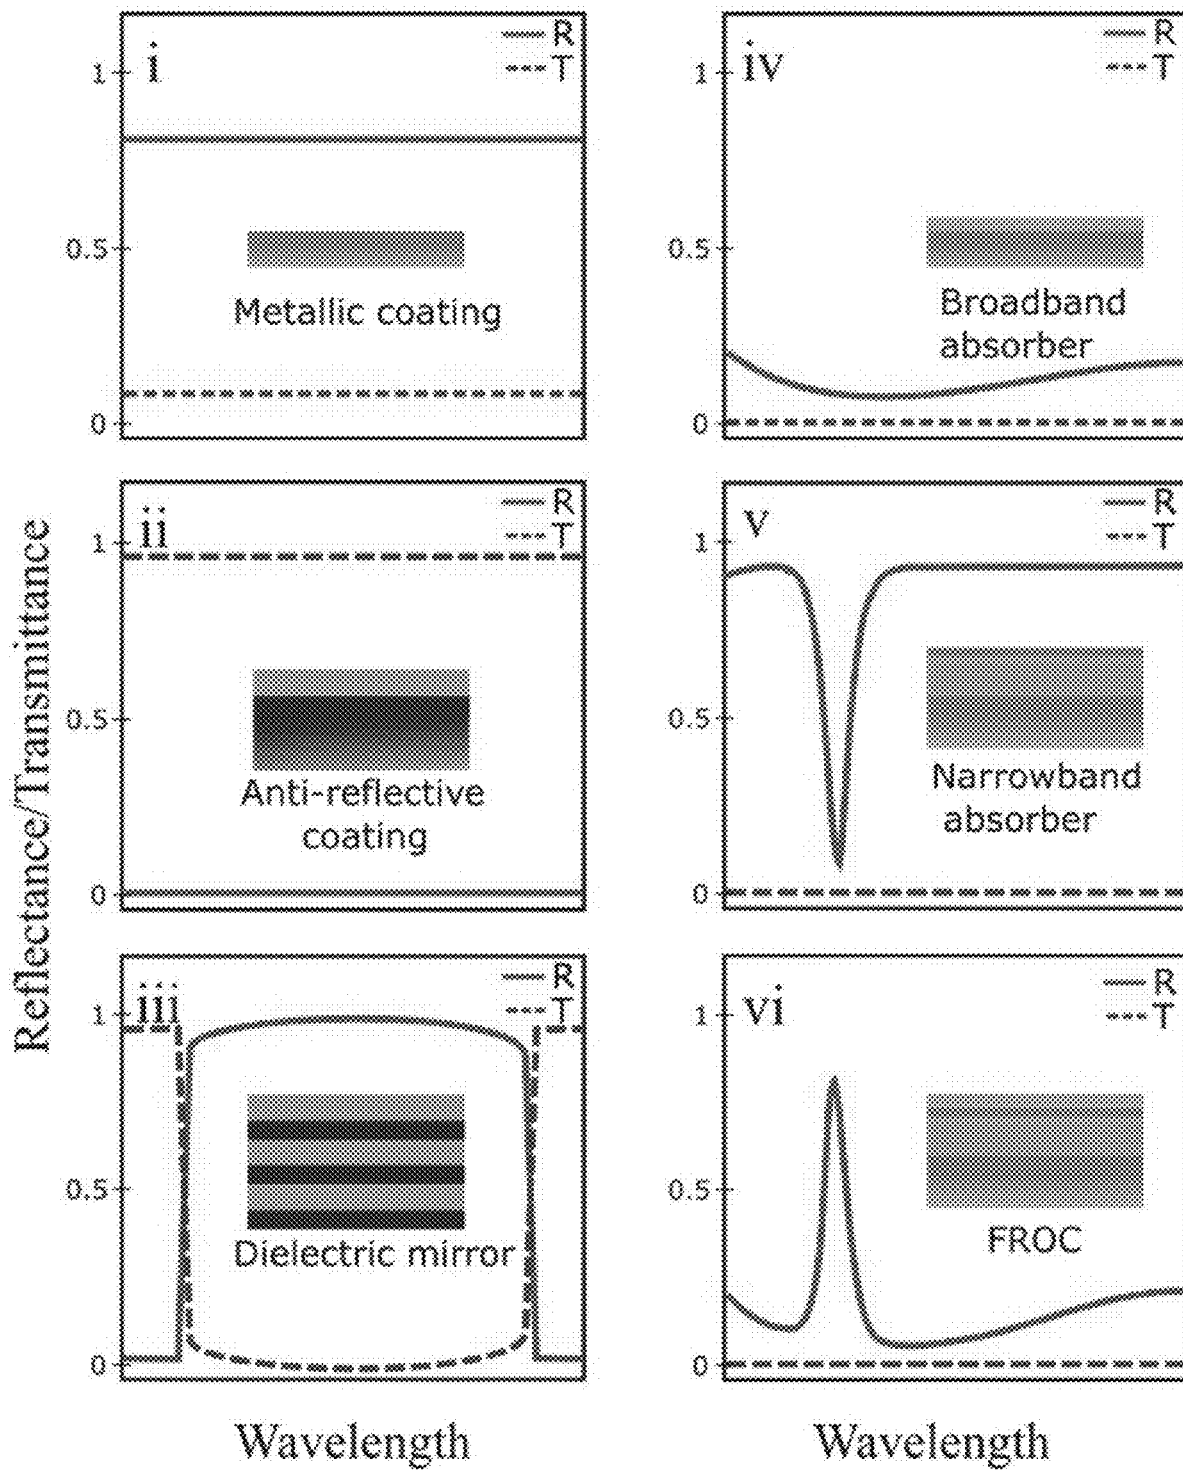 Reflectance/Transmittance
i
R
T
1
0.5
0
Metallic coating
ii
R
T
1
0.5
0
Anti-reflective
coating
iii
R
T
1
0.5
0
Dielectric mirror
Wavelength
iv
R
T
1
0.5
0
Broadband
absorber
v
R
T
1
0.5
0
Narrowband
absorber
vi
R
T
1
0.5
0
FROC
Wavelength